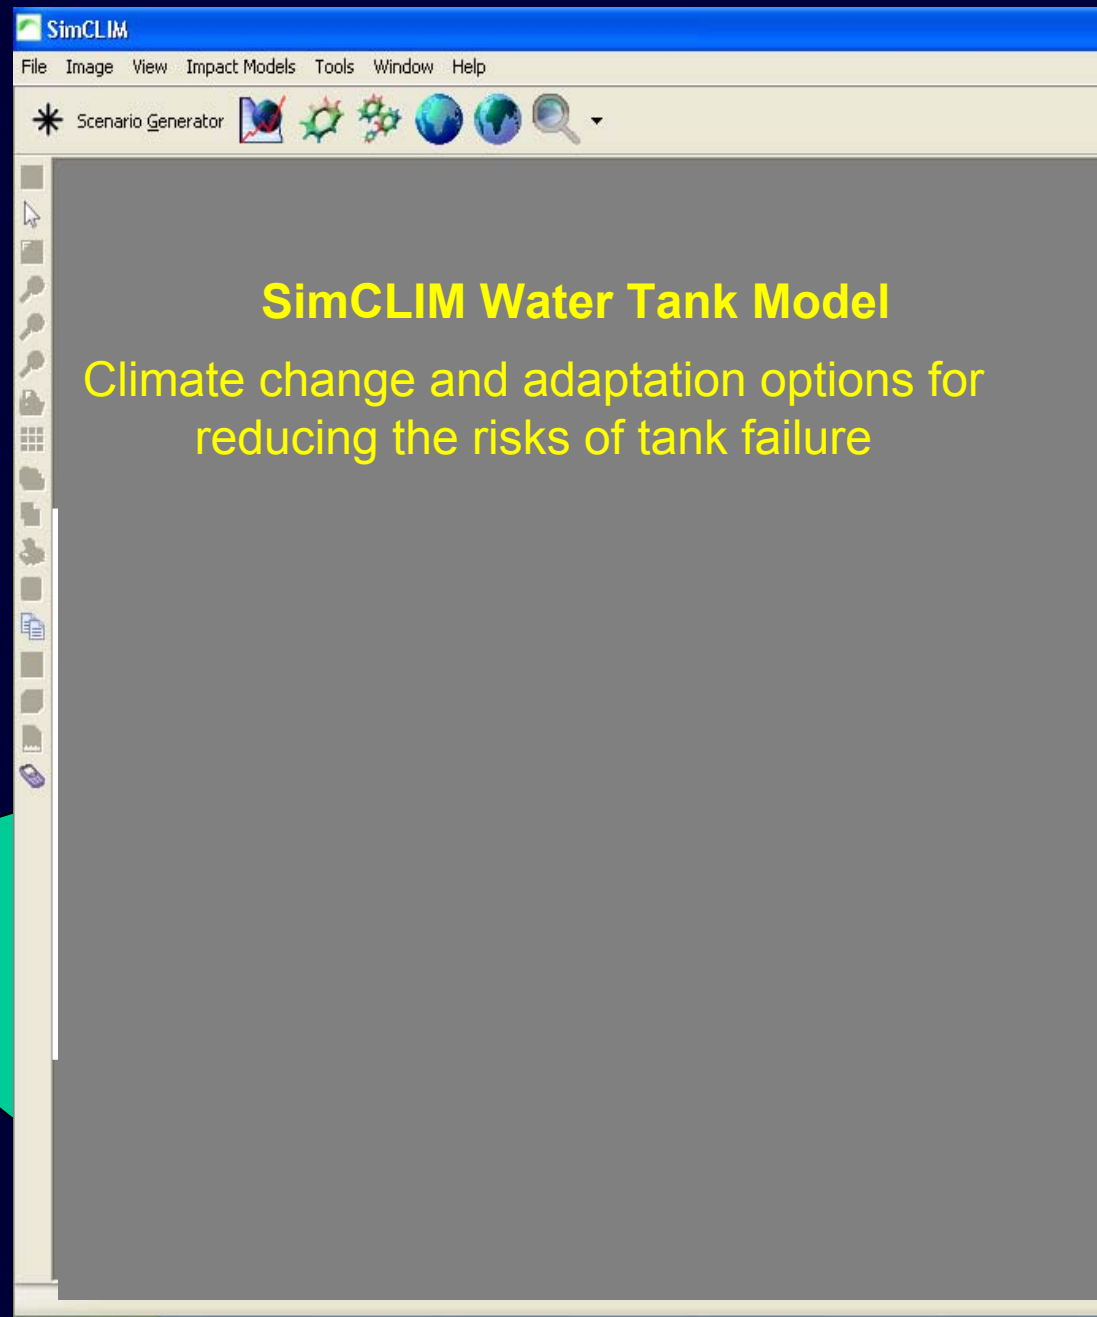 SimCLIM
File Image View Impact Models Tools Window Help
Scenario Generator
SimCLIM Water Tank Model
Climate change and adaptation options for
reducing the risks of tank failure